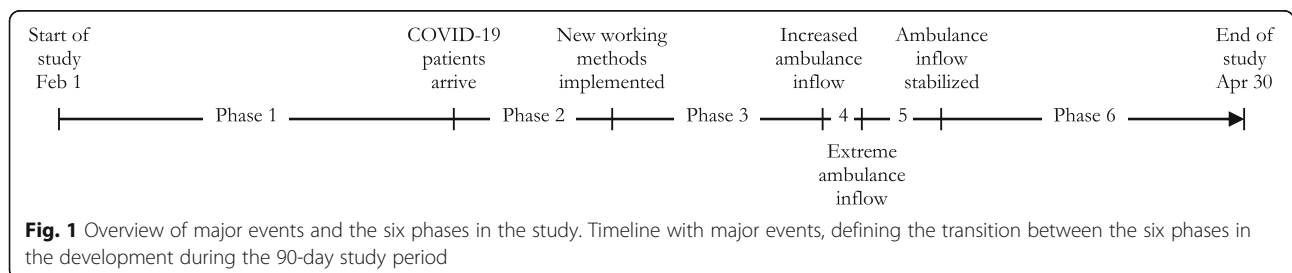 Start of study Feb 1
COVID-19 patients arrive
New working methods implemented
Increased ambulance inflow
Ambulance inflow stabilized
End of study Apr 30
Phase 1
Phase 2
Phase 3
4
5
Phase 6
Extreme ambulance inflow
Fig. 1 Overview of major events and the six phases in the study. Timeline with major events, defining the transition between the six phases in
the development during the 90-day study period